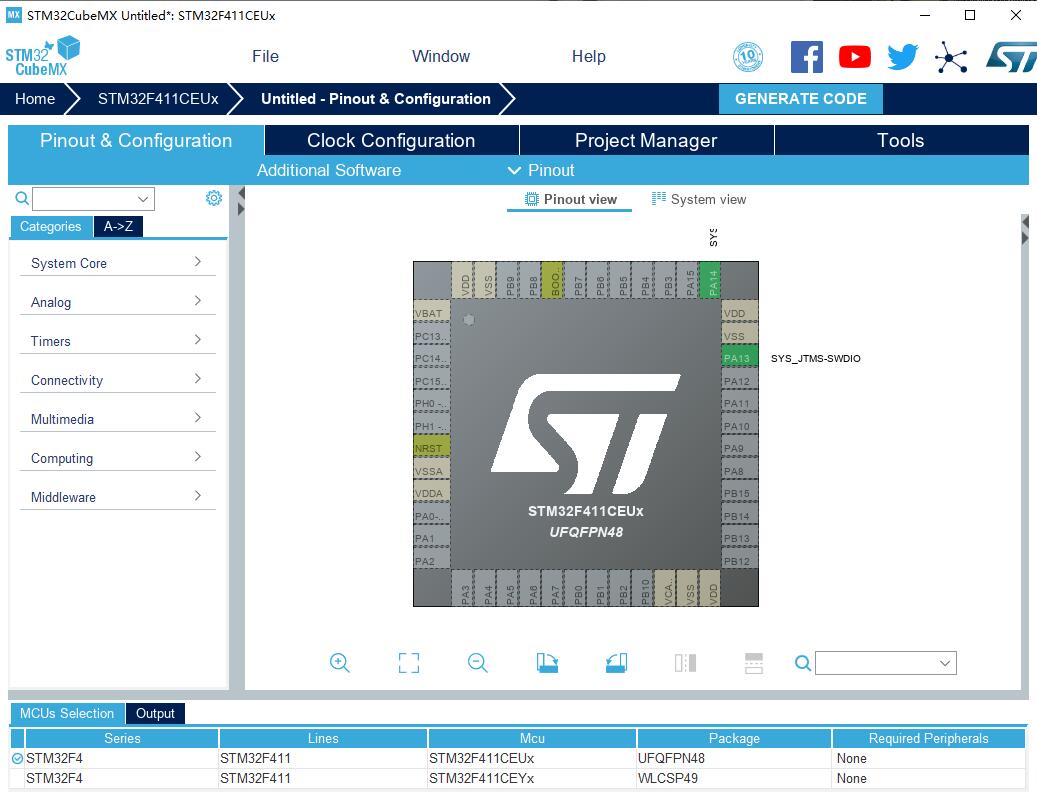 MX STM32CubeMX Untitled*: STM32F411CEUx
STM32 CubeMX
File Window Help
10
Home STM32F411CEUx Untitled - Pinout & Configuration GENERATE CODE
Pinout & Configuration Clock Configuration Project Manager Tools
Additional Software Pinout
Pinout view System view
Categories A->Z
System Core
Analog
Timers
Connectivity
Multimedia
Computing
Middleware
SYS
VDD VSS PB9 PB8 BOO.. PB7 PB6 PB5 PB4 PB3 PA15 PA14
VBAT
PC13..
PC14..
PC15..
PH0 -..
PH1 -..
NRST
VSSA
VDDA
PA0-..
PA1
PA2
VDD
VSS
PA13 SYS_JTMS-SWDIO
PA12
PA11
PA10
PA9
PA8
PB15
PB14
PB13
PB12
ST
STM32F411CEUx
UFQFPN48
PA3 PA4 PA5 PA6 PA7 PB0 PB1 PB2 PB10 VCA.. VSS VDD
MCUs Selection Output
Series Lines Mcu Package Required Peripherals
STM32F4 STM32F411 STM32F411CEUx UFQFPN48 None
STM32F4 STM32F411 STM32F411CEYx WLCSP49 None